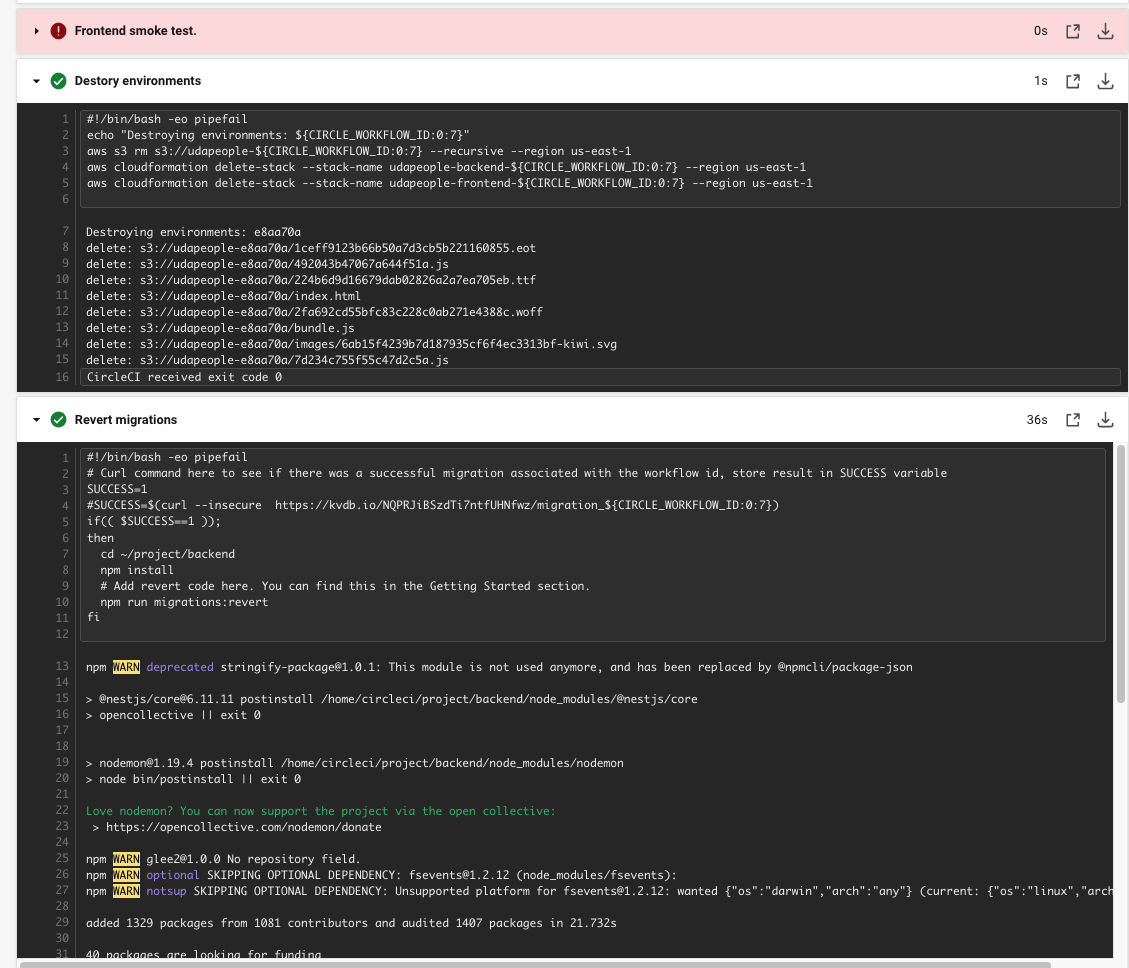 Frontend smoke test.
0s
Destory environments
1s
1 #!/bin/bash -eo pipefail
2 echo "Destroying environments: ${CIRCLE_WORKFLOW_ID:0:7}"
3 aws s3 rm s3://udapeople-${CIRCLE_WORKFLOW_ID:0:7} --recursive --region us-east-1
4 aws cloudformation delete-stack --stack-name udapeople-backend-${CIRCLE_WORKFLOW_ID:0:7} --region us-east-1
5 aws cloudformation delete-stack --stack-name udapeople-frontend-${CIRCLE_WORKFLOW_ID:0:7} --region us-east-1
6
7 Destroying environments: e8aa70a
8 delete: s3://udapeople-e8aa70a/1ceff9123b66b50a7d3cb5b221160855.eot
9 delete: s3://udapeople-e8aa70a/492043b47067a644f51a.js
10 delete: s3://udapeople-e8aa70a/224b6d9d16679dab02826a2a7ea705eb.ttf
11 delete: s3://udapeople-e8aa70a/index.html
12 delete: s3://udapeople-e8aa70a/2fa692cd55bfc83c228c0ab271e4388c.woff
13 delete: s3://udapeople-e8aa70a/bundle.js
14 delete: s3://udapeople-e8aa70a/images/6ab15f4239b7d187935cf6f4ec3313bf-kiwi.svg
15 delete: s3://udapeople-e8aa70a/7d234c755f55c47d2c5a.js
16 CircleCI received exit code 0
Revert migrations
36s
1 #!/bin/bash -eo pipefail
2 # Curl command here to see if there was a successful migration associated with the workflow id, store result in SUCCESS variable
3 SUCCESS=1
4 #SUCCESS=$(curl --insecure  https://kvdb.io/NQPRJiBSzdTi7ntfUHNfwz/migration_${CIRCLE_WORKFLOW_ID:0:7})
5 if(( $SUCCESS==1 ));
6 then
7   cd ~/project/backend
8   npm install
9   # Add revert code here. You can find this in the Getting Started section.
10   npm run migrations:revert
11 fi
12
13 npm WARN deprecated stringify-package@1.0.1: This module is not used anymore, and has been replaced by @npmcli/package-json
14
15 > @nestjs/core@6.11.11 postinstall /home/circleci/project/backend/node_modules/@nestjs/core
16 > opencollective || exit 0
17
18
19 > nodemon@1.19.4 postinstall /home/circleci/project/backend/node_modules/nodemon
20 > node bin/postinstall || exit 0
21
22 Love nodemon? You can now support the project via the open collective:
23  > https://opencollective.com/nodemon/donate
24
25 npm WARN glee2@1.0.0 No repository field.
26 npm WARN optional SKIPPING OPTIONAL DEPENDENCY: fsevents@1.2.12 (node_modules/fsevents):
27 npm WARN notsup SKIPPING OPTIONAL DEPENDENCY: Unsupported platform for fsevents@1.2.12: wanted {"os":"darwin","arch":"any"} (current: {"os":"linux","arch
28
29 added 1329 packages from 1081 contributors and audited 1407 packages in 21.732s
30
31 40 packages are looking for funding